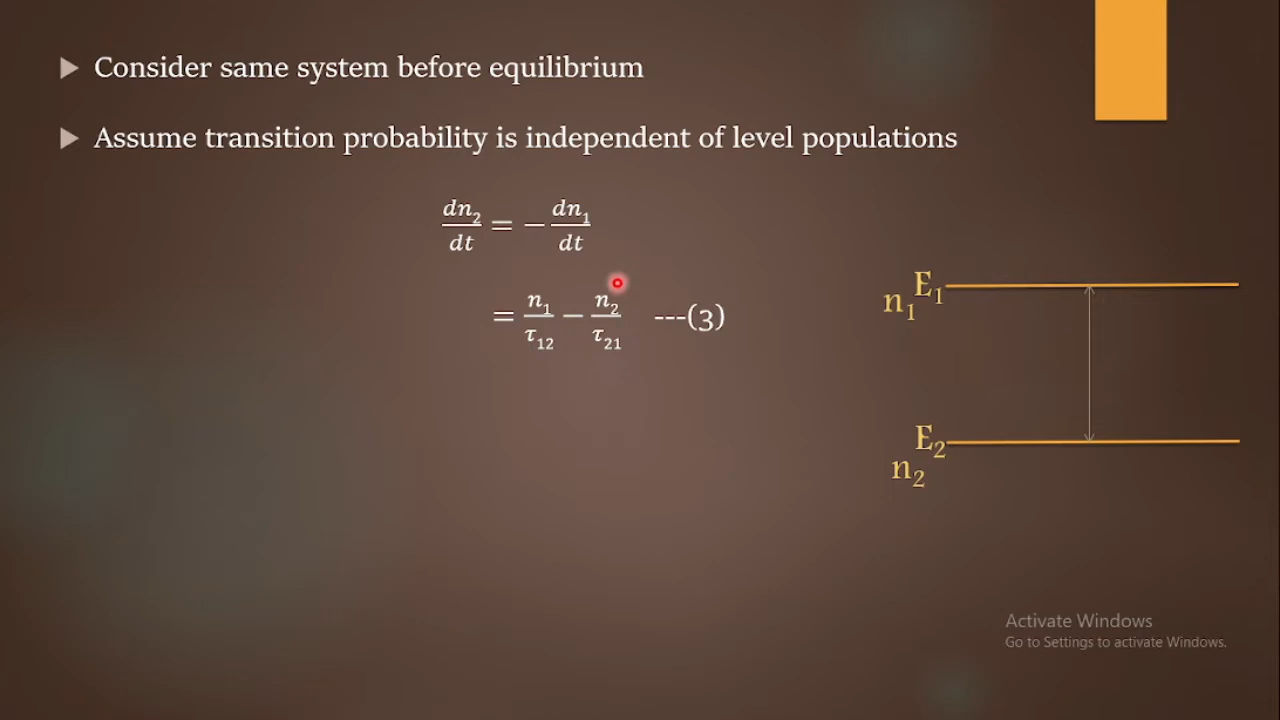 Consider same system before equilibrium
Assume transition probability is independent of level populations
dn₂/dt = − dn₁/dt
= n₁/τ₁₂ − n₂/τ₂₁ ---(3)
E₁
n₁
E₂
n₂
Activate Windows
Go to Settings to activate Windows.